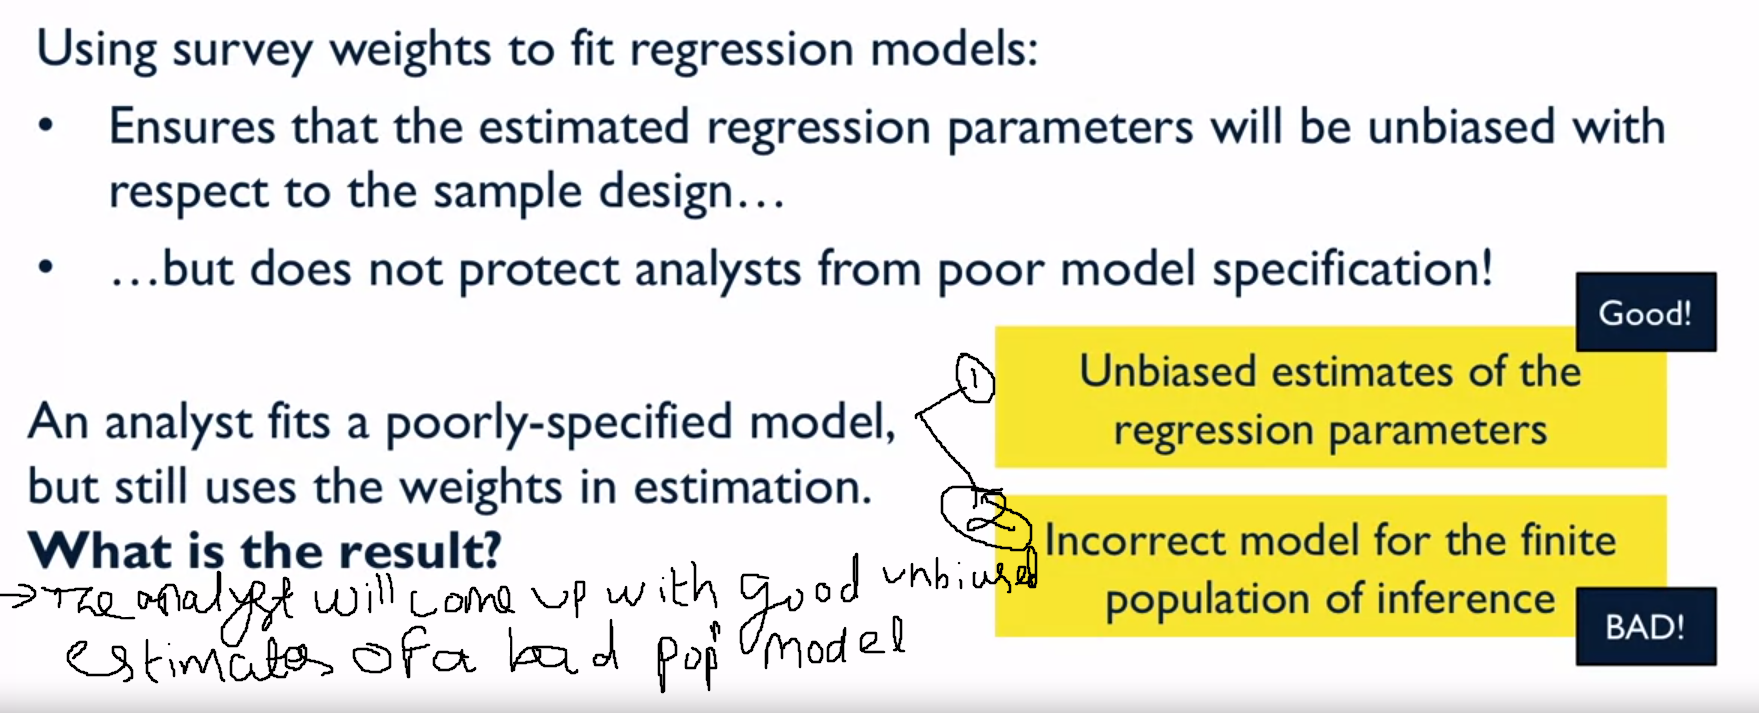 Using survey weights to fit regression models:
• Ensures that the estimated regression parameters will be unbiased with
respect to the sample design...
• ...but does not protect analysts from poor model specification!
Good!
Unbiased estimates of the
regression parameters
1
An analyst fits a poorly-specified model,
but still uses the weights in estimation.
What is the result?
2
Incorrect model for the finite
population of inference
BAD!
→ The analyst will come up with good unbiused
estimates of a bad popⁿ model